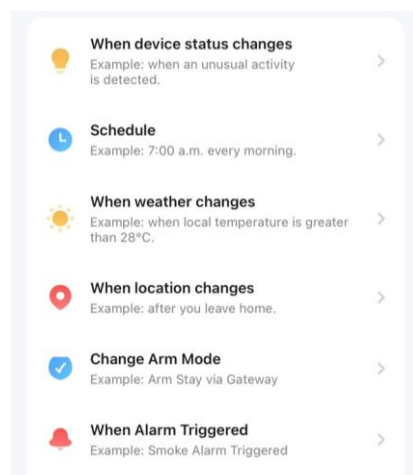 When device status changes
Example: when an unusual activity
is detected.
Schedule
Example: 7:00 a.m. every morning.
When weather changes
Example: when local temperature is greater
than 28°C.
When location changes
Example: after you leave home.
Change Arm Mode
Example: Arm Stay via Gateway
When Alarm Triggered
Example: Smoke Alarm Triggered